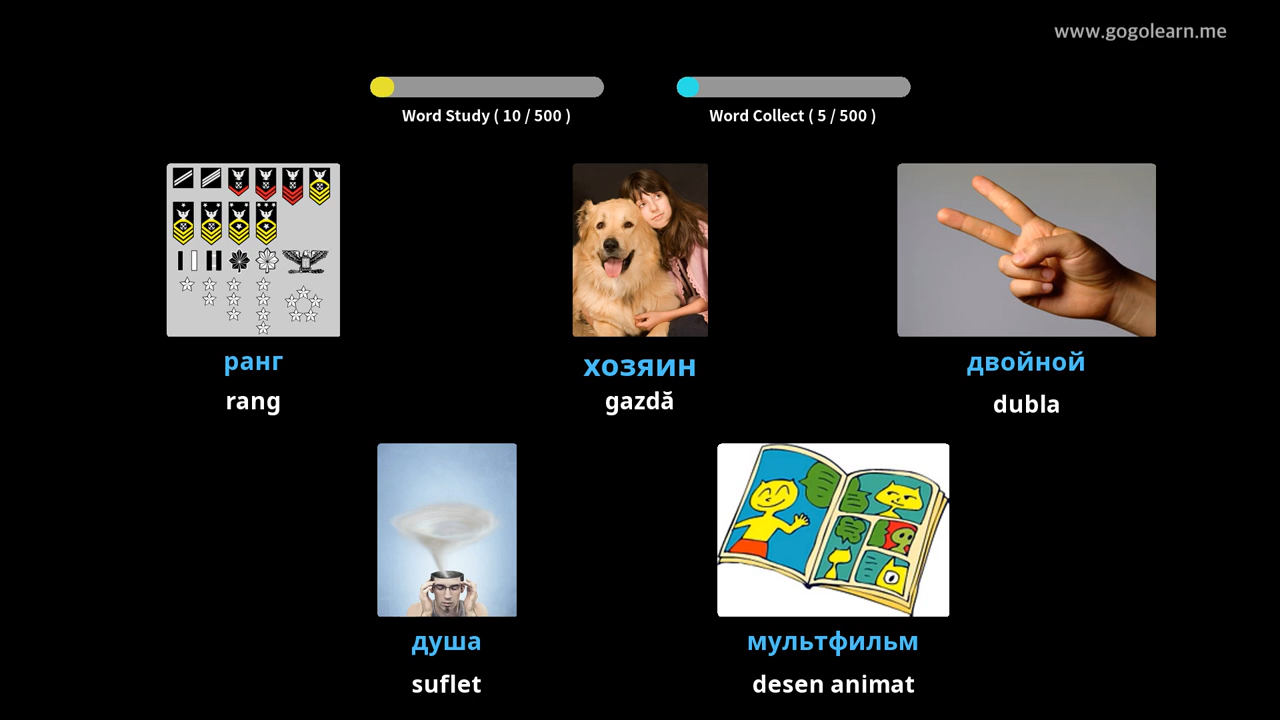 www.gogolearn.me
Word Study ( 10 / 500 )
Word Collect ( 5 / 500 )
ранг
rang
хозяин
gazdă
двойной
dubla
душа
suflet
мультфильм
desen animat